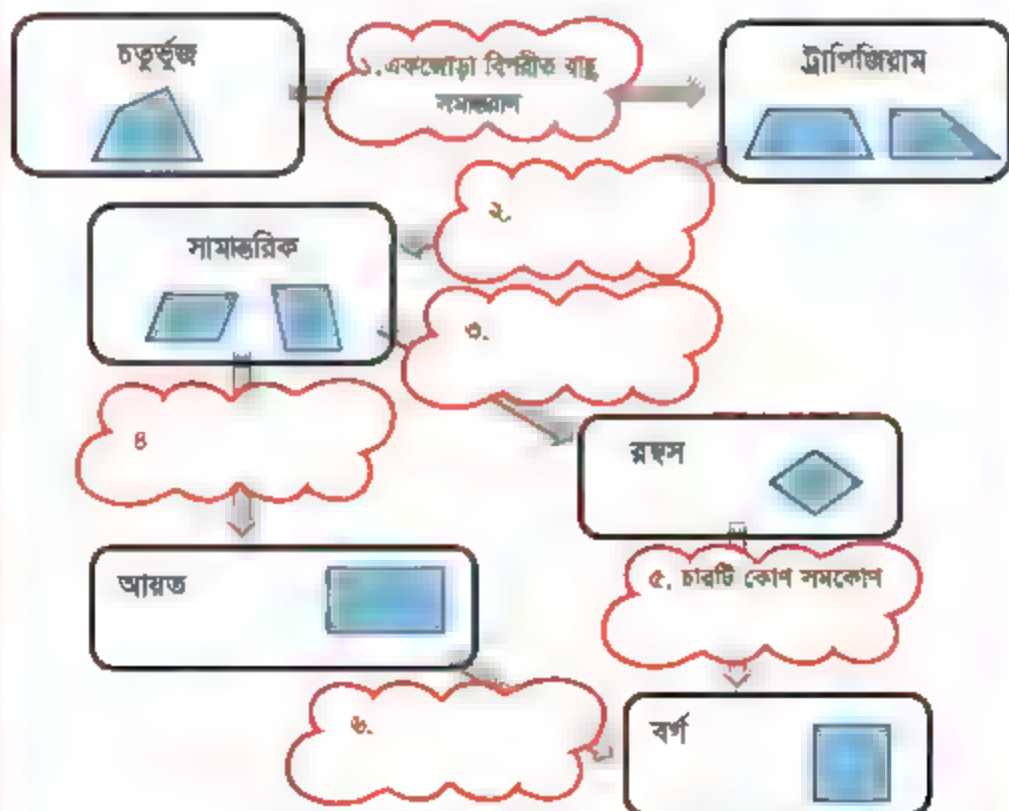 চতুর্ভূজ
১.একজোড়া বিপরীত বাহু
সমান্তরাল
ট্রাপিজিয়াম
২.
সামান্তরিক
৩.
৪
রম্বস
আয়ত
৫. চারটি কোণ সমকোণ
৬.
বর্গ